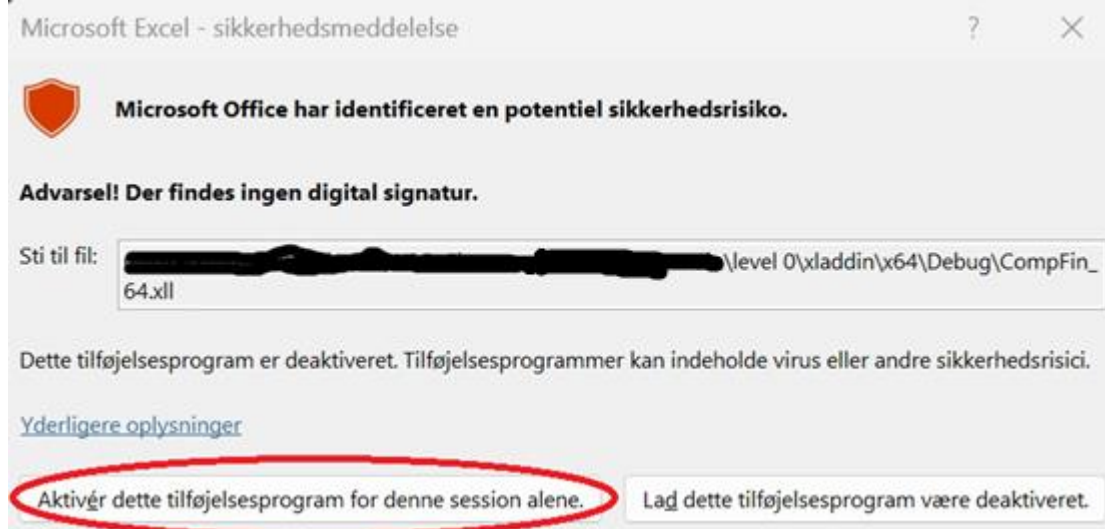 Microsoft Excel - sikkerhedsmeddelelse ? ×
Microsoft Office har identificeret en potentiel sikkerhedsrisiko.
Advarsel! Der findes ingen digital signatur.
Sti til fil: \level 0\xladdin\x64\Debug\CompFin_
64.xll
Dette tilføjelsesprogram er deaktiveret. Tilføjelsesprogrammer kan indeholde virus eller andre sikkerhedsrisici.
Yderligere oplysninger
Aktivér dette tilføjelsesprogram for denne session alene. Lad dette tilføjelsesprogram være deaktiveret.